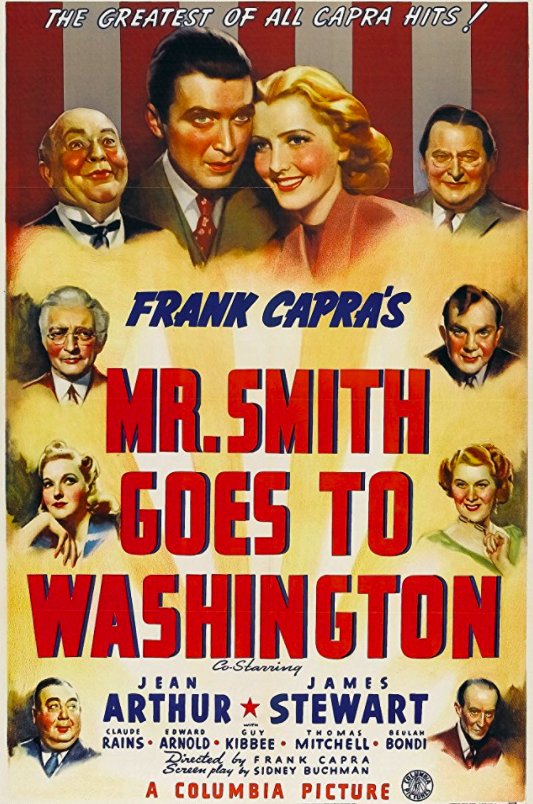 THE GREATEST OF ALL CAPRA HITS!
FRANK CAPRA'S
MR. SMITH
GOES TO
WASHINGTON
Co-Starring
JEAN ARTHUR ★ JAMES STEWART
WITH
CLAUDE RAINS • EDWARD ARNOLD • GUY KIBBEE • THOMAS MITCHELL • BEULAH BONDI
Directed by FRANK CAPRA
Screen play by SIDNEY BUCHMAN
A COLUMBIA PICTURE
COLUMBIA PICTURES